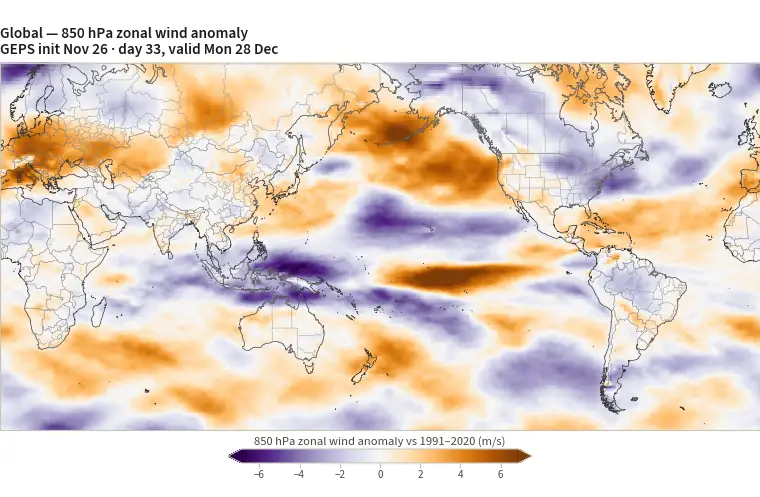 Global — 850 hPa zonal wind anomaly
GEPS init Nov 26 · day 33, valid Mon 28 Dec
850 hPa zonal wind anomaly vs 1991–2020 (m/s)
−6 −4 −2 0 2 4 6